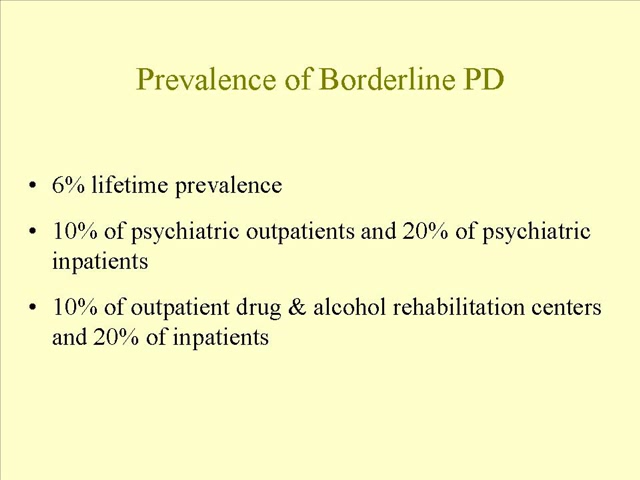 Prevalence of Borderline PD
• 6% lifetime prevalence
• 10% of psychiatric outpatients and 20% of psychiatric
inpatients
• 10% of outpatient drug & alcohol rehabilitation centers
and 20% of inpatients